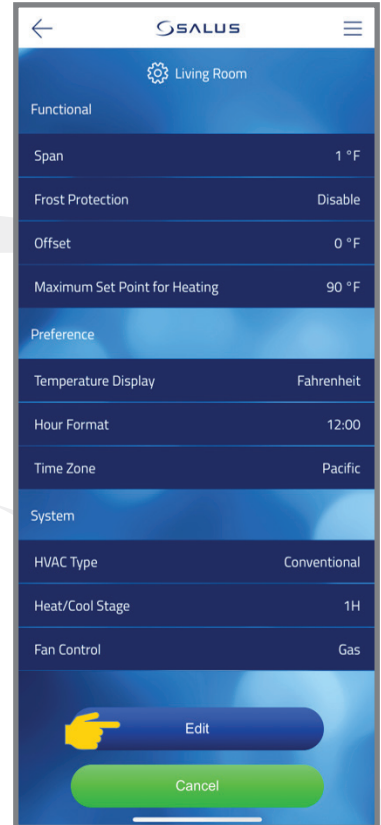 SALUS
Living Room
Functional
Span 1 °F
Frost Protection Disable
Offset 0 °F
Maximum Set Point for Heating 90 °F
Preference
Temperature Display Fahrenheit
Hour Format 12:00
Time Zone Pacific
System
HVAC Type Conventional
Heat/Cool Stage 1H
Fan Control Gas
Edit
Cancel